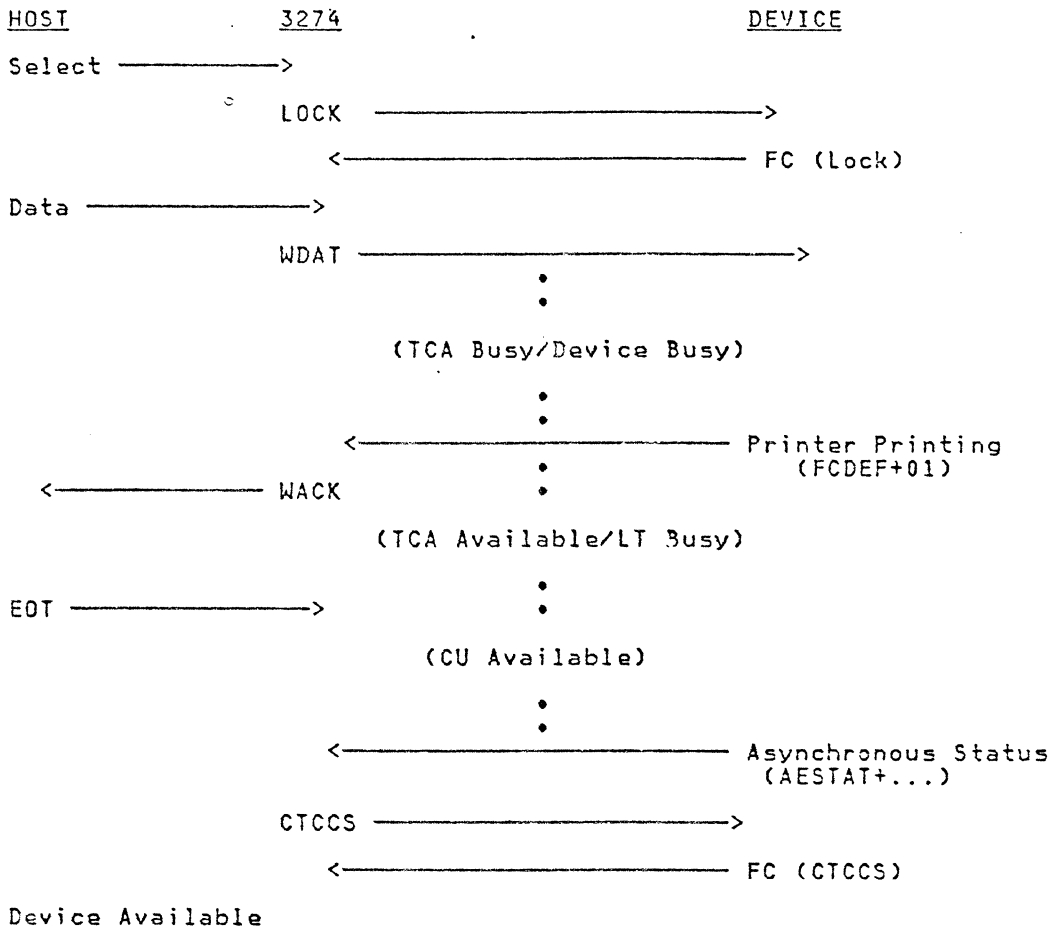 HOST 3274 DEVICE
Select
LOCK
FC (Lock)
Data
WDAT
(TCA Busy/Device Busy)
Printer Printing
(FCDEF+01)
WACK
(TCA Available/LT Busy)
EOT
(CU Available)
Asynchronous Status
(AESTAT+...)
CTCCS
FC (CTCCS)
Device Available